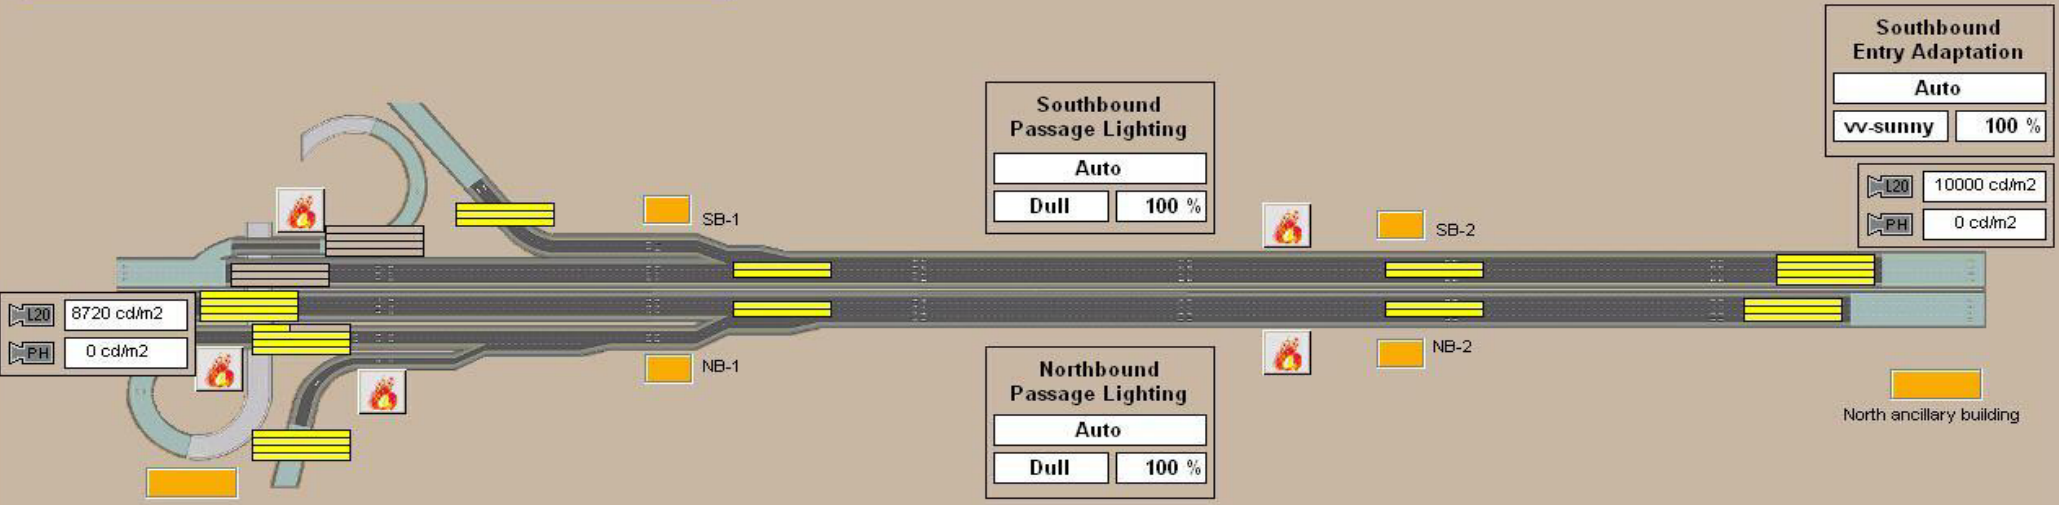 Southbound
Entry Adaptation
Auto
vv-sunny
100 %
L20
10000 cd/m2
PH
0 cd/m2
Southbound
Passage Lighting
Auto
Dull
100 %
SB-1
SB-2
L20
8720 cd/m2
PH
0 cd/m2
NB-1
NB-2
Northbound
Passage Lighting
Auto
Dull
100 %
North ancillary building